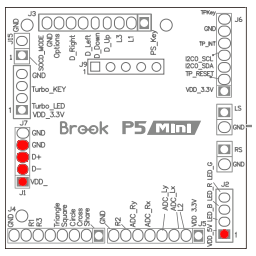 J3
GND
SOCD_MODE
GND
Options
D_Right
D_Left
D_Down
D_Up
L3
L1
PS_Key
J15
1
J9
TPKey
GND
J6
TP_INT
I2C0_SCL
I2C0_SDA
TP_RESET
VDD_3.3V
GND
Turbo_KEY
Turbo_LED
1
VDD_3.3V
J7
GND
GND
D+
D-
VDD_
J1
Brook P5 MINI
LS
GND
RS
GND
LED_G
LED_R
LED_B
VDD_5V
J2
1
J4
GND
R1
R3
Triangle
Square
Circle
Cross
Share
GND
R2
ADC_Ry
ADC_Rx
ADC_Ly
ADC_Lx
L2
VDD_3.3V
J5